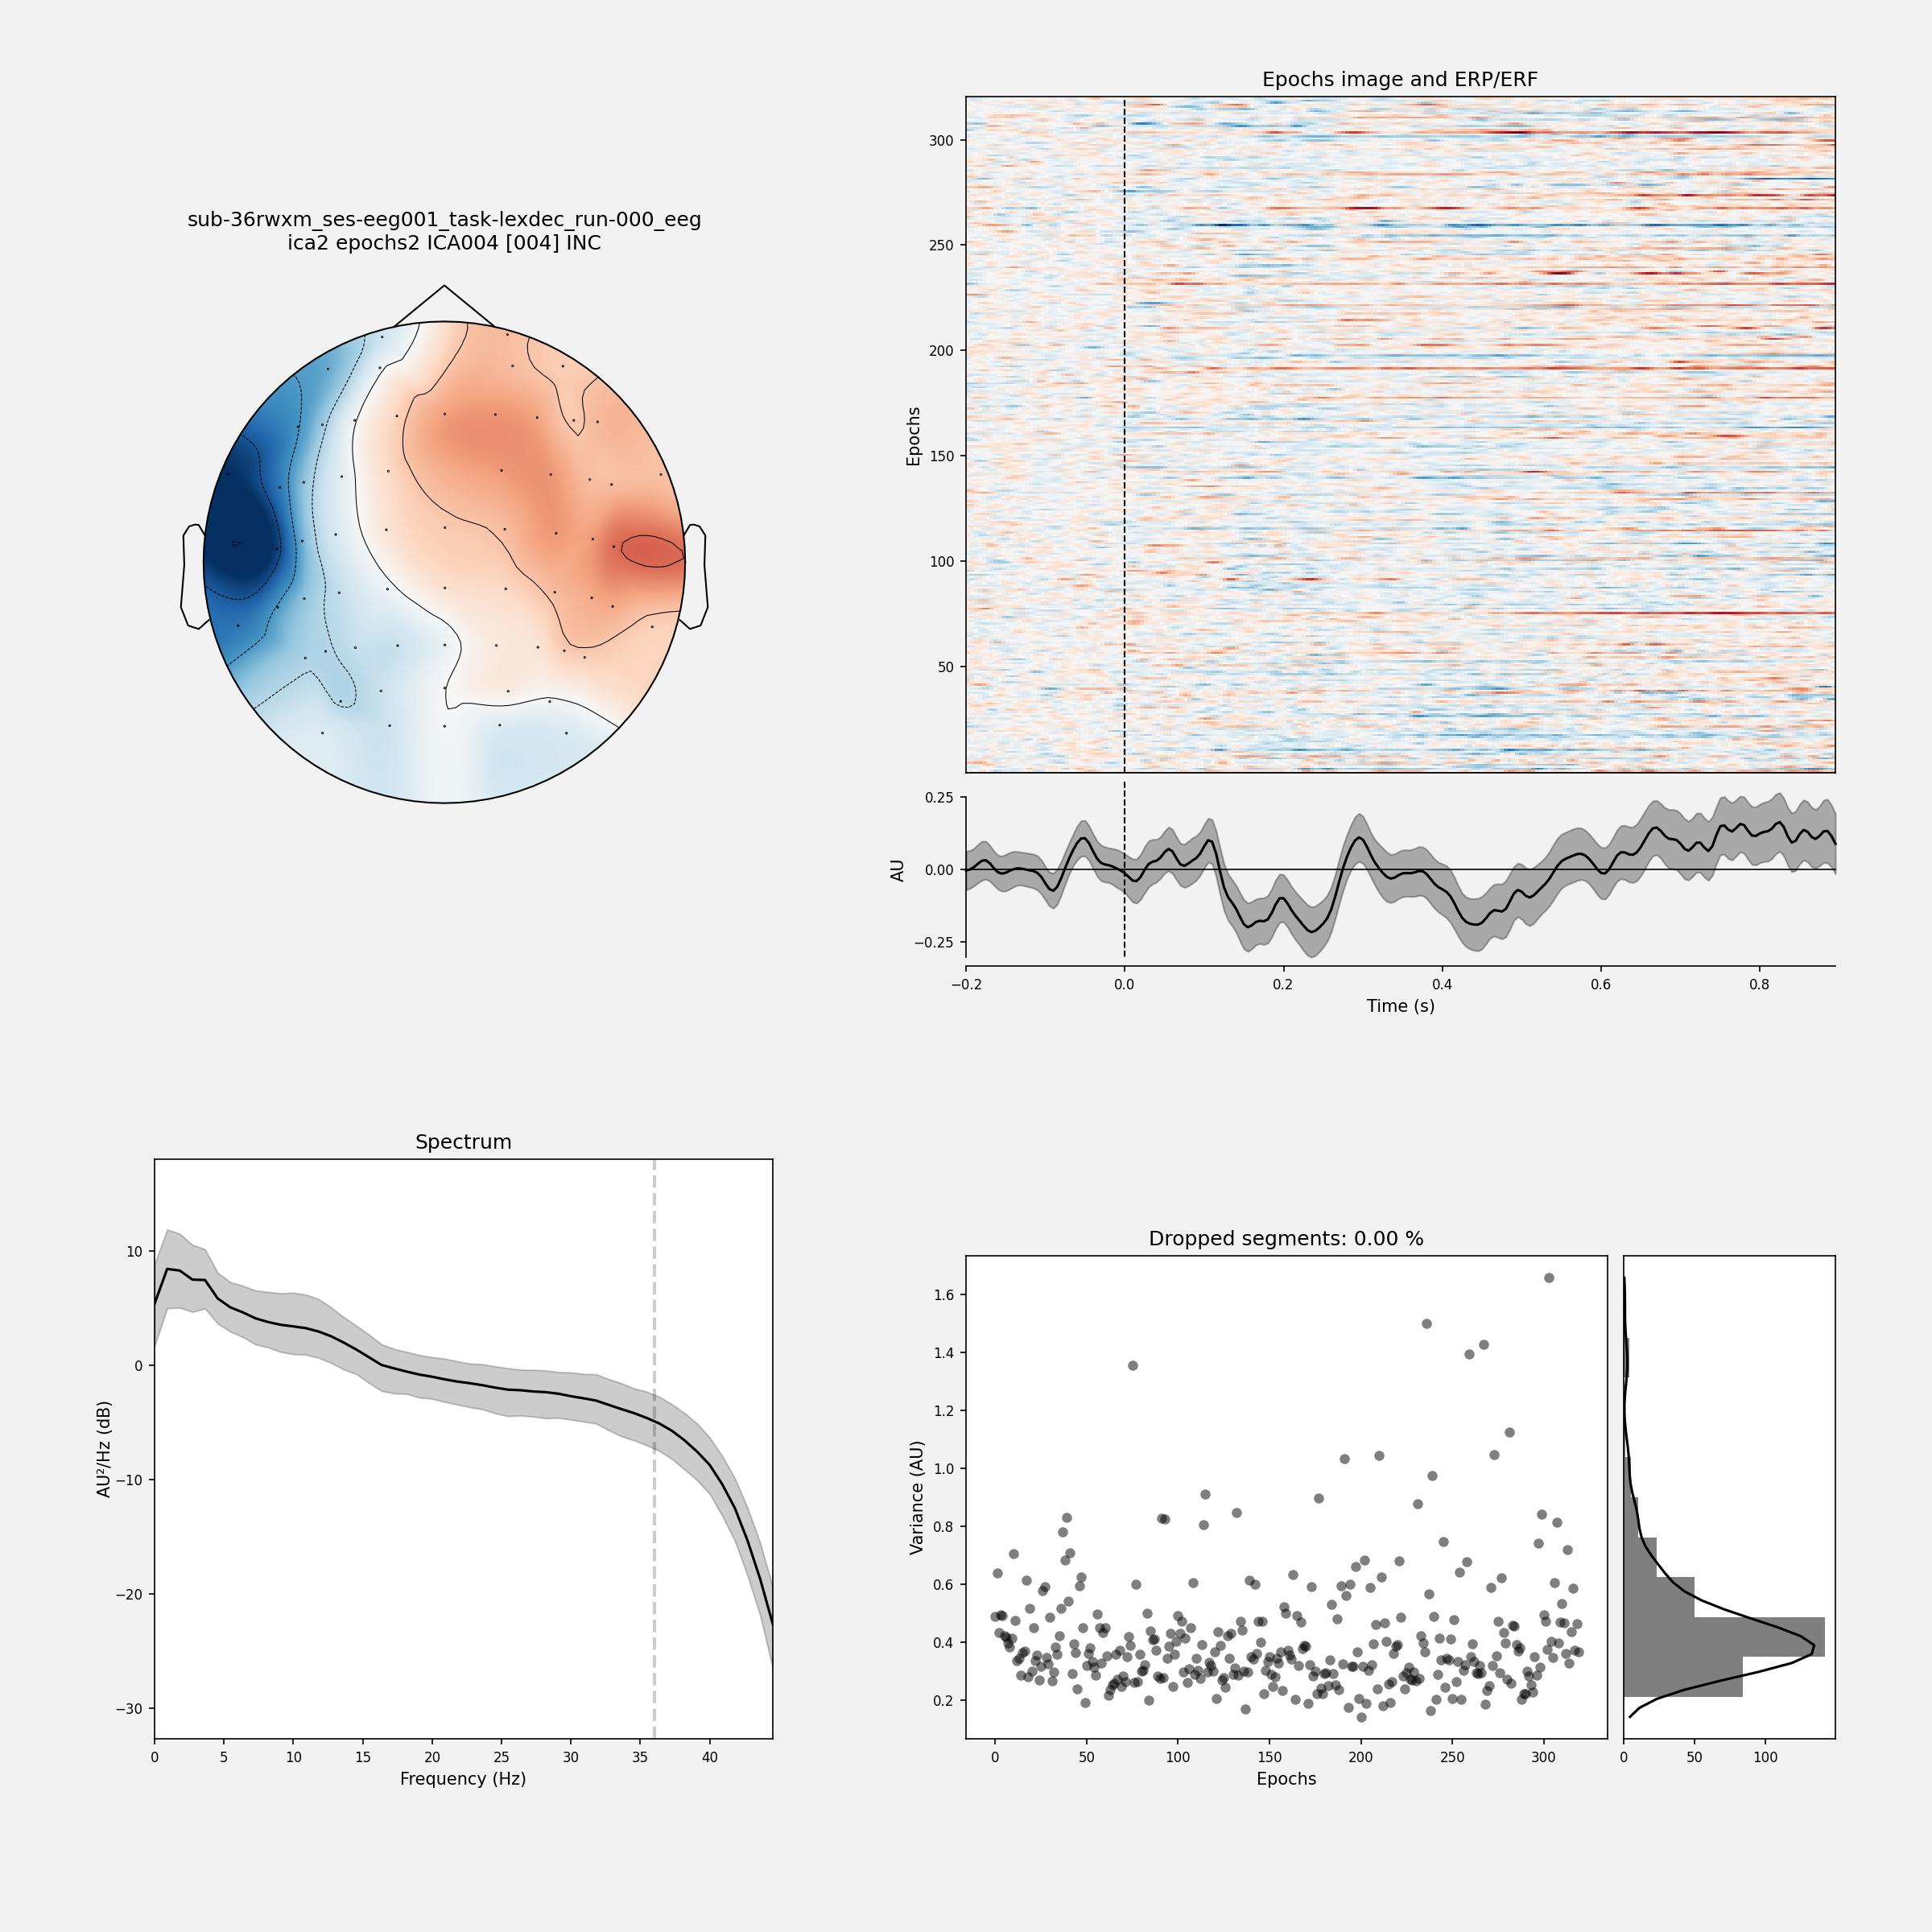 sub-36rwxm_ses-eeg001_task-lexdec_run-000_eeg
ica2 epochs2 ICA004 [004] INC
Epochs image and ERP/ERF
300
250
200
150
100
50
Epochs
0.25
0.00
−0.25
AU
−0.2 0.0 0.2 0.4 0.6 0.8
Time (s)
Spectrum
10
0
−10
−20
−30
AU²/Hz (dB)
0 5 10 15 20 25 30 35 40
Frequency (Hz)
Dropped segments: 0.00 %
1.6
1.4
1.2
1.0
0.8
0.6
0.4
0.2
Variance (AU)
0 50 100 150 200 250 300
Epochs
0 50 100